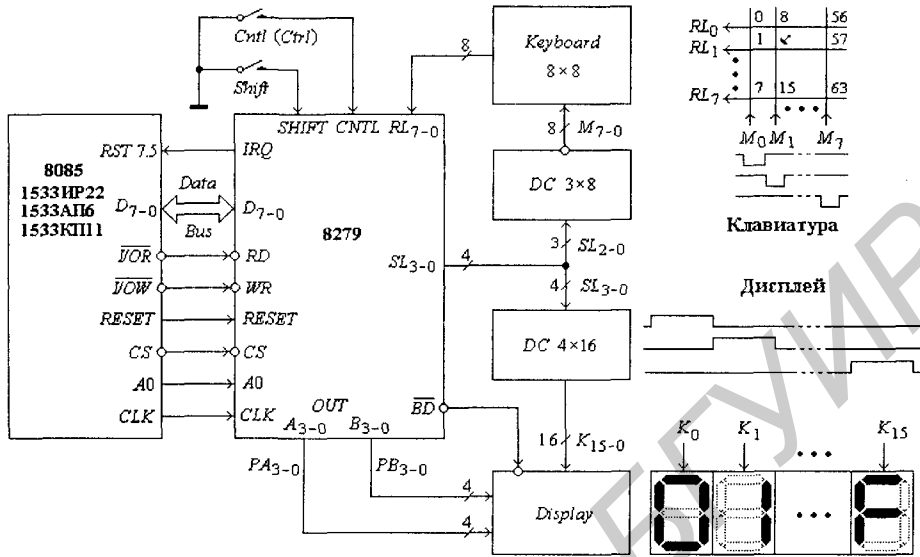 Cntl (Ctrl)
Shift
8
Keyboard
8×8
SHIFT CNTL RL7-0
8 M7-0
8085
1533ИР22
1533АП6
1533КП11
RST 7.5
D7-0
I/OR
I/OW
RESET
CS
A0
CLK
Data
Bus
IRQ
D7-0
RD
WR
RESET
CS
A0
CLK
8279
SL3-0
4
BD
OUT
A3-0
B3-0
PA3-0
PB3-0
4
4
DC 3×8
3 SL2-0
4 SL3-0
DC 4×16
16 K15-0
Display
RL0
0 8 56
RL1
1 57
RL7
7 15 63
M0 M1 M7
Клавиатура
Дисплей
K0 K1 K15
БГУИР